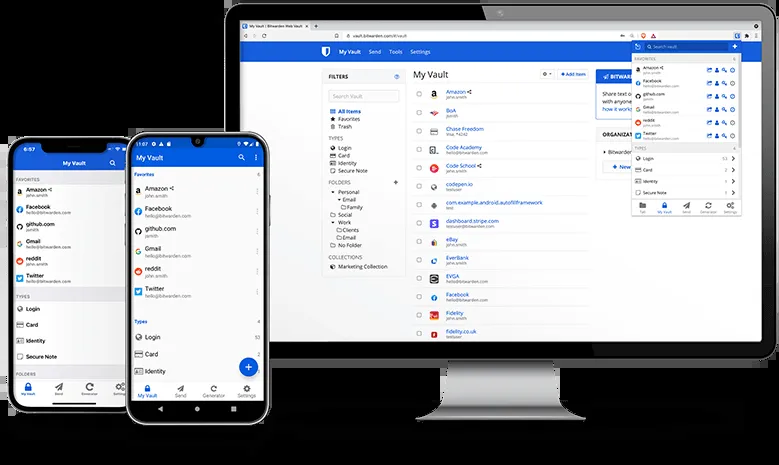 My Vault | Bitwarden Web Vault
vault.bitwarden.com/#/vault
My Vault
Send
Tools
Settings
FILTERS
Search Vault
All Items
Favorites
Trash
TYPES
Login
Card
Identity
Secure Note
FOLDERS
Personal
Email
Family
Social
Work
Clients
Email
No Folder
COLLECTIONS
Marketing Collection
My Vault
+ Add Item
Amazon
john.smith
BoA
jsmith
Chase Freedom
Visa, *4242
Code Academy
hello@bitwarden.com
Code School
john.smith
codepen.io
com.example.android.autofillframework
test
dashboard.stripe.com
eBay
john.smith
EverBank
john.smith
EVGA
hello@bitwarden.com
Facebook
hello@bitwarden.com
Fidelity
john.smith
fidelity.co.uk
testuser
BITWARD
Share text o
with anyone
how it works
ORGANIZAT
Bitwarden
+ New
Search vault
FAVORITES
6
Amazon
john.smith
Facebook
hello@bitwarden.com
github.com
jsmith
Gmail
hello@bitwarden.com
reddit
john.smith
Twitter
hello@bitwarden.com
TYPES
4
Login
53
Card
2
Identity
Secure Note
Tab
My Vault
Send
Generator
Settings
6:57
My Vault
FAVORITES
Amazon
john.smith
Facebook
hello@bitwarden.com
github.com
jsmith
Gmail
hello@bitwarden.com
reddit
john.smith
Twitter
hello@bitwarden.com
TYPES
Login
Card
Identity
Secure Note
FOLDERS
My Vault
Send
Generator
Settings
11:07
My Vault
Favorites
6
Amazon
john.smith
Facebook
hello@bitwarden.com
github.com
jsmith
Gmail
hello@bitwarden.com
reddit
john.smith
Twitter
hello@bitwarden.com
Types
4
Login
53
Card
Identity
My Vault
Send
Generator
Settings